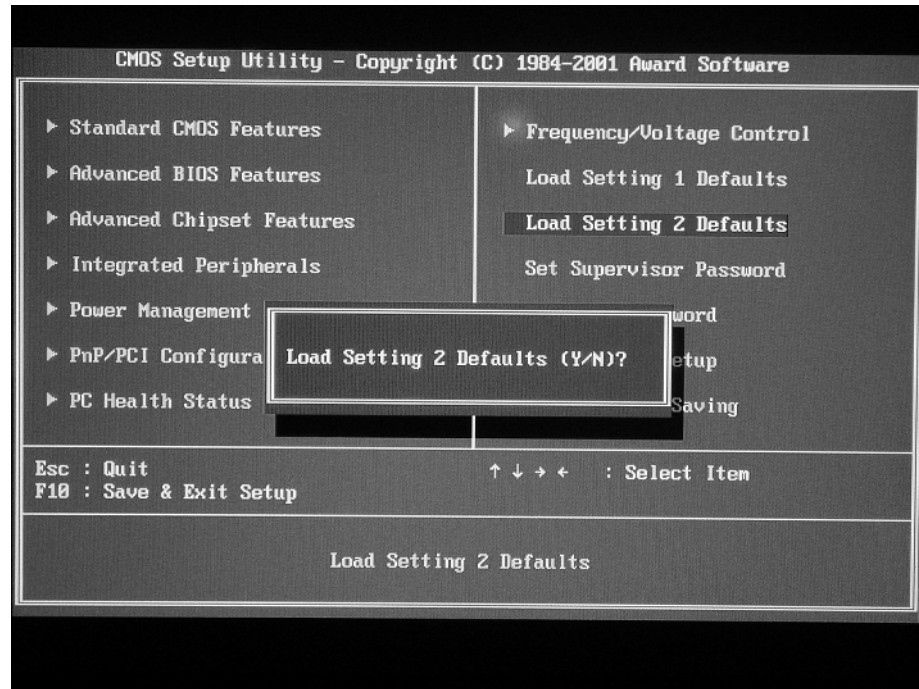 CMOS Setup Utility – Copyright (C) 1984–2001 Award Software
Standard CMOS Features
Advanced BIOS Features
Advanced Chipset Features
Integrated Peripherals
Power Management
PnP/PCI Configura
PC Health Status
Frequency/Voltage Control
Load Setting 1 Defaults
Load Setting 2 Defaults
Set Supervisor Password
word
etup
Saving
Load Setting 2 Defaults (Y/N)?
Esc : Quit
F10 : Save & Exit Setup
↑ ↓ → ← : Select Item
Load Setting 2 Defaults